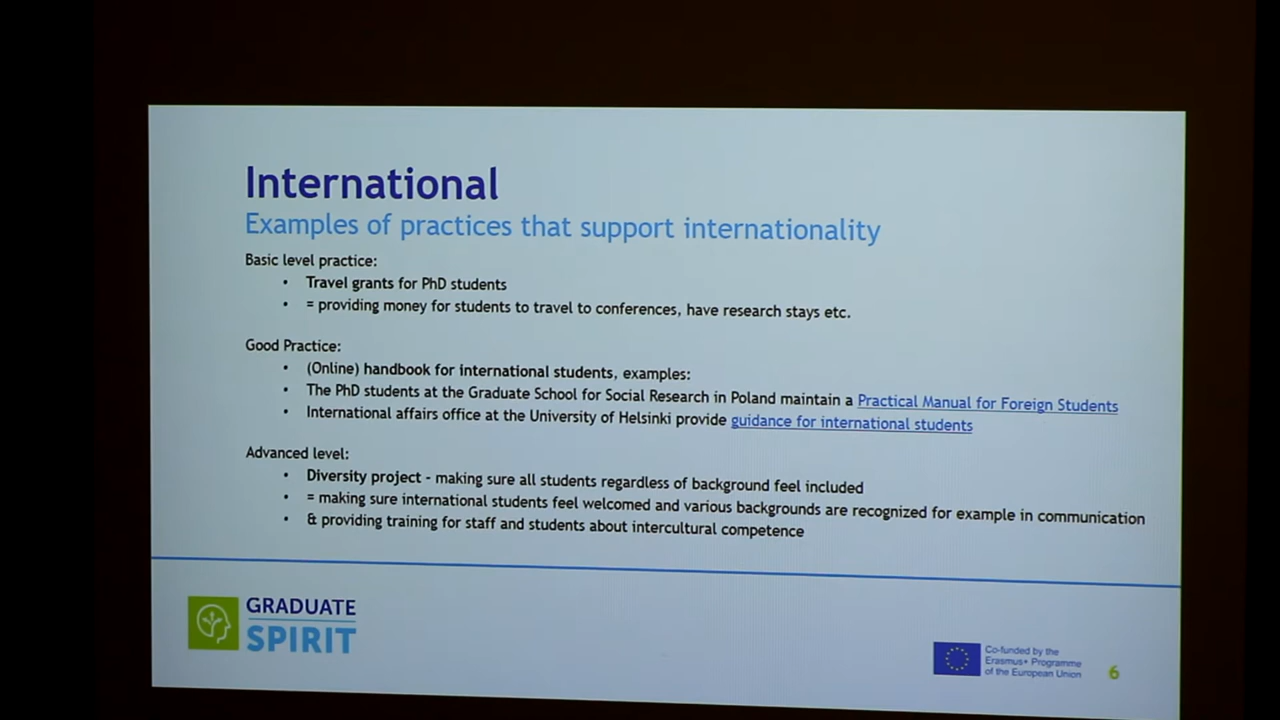 International
Examples of practices that support internationality
Basic level practice:
• Travel grants for PhD students
• = providing money for students to travel to conferences, have research stays etc.
Good Practice:
• (Online) handbook for international students, examples:
• The PhD students at the Graduate School for Social Research in Poland maintain a Practical Manual for Foreign Students
• International affairs office at the University of Helsinki provide guidance for international students
Advanced level:
• Diversity project - making sure all students regardless of background feel included
• = making sure international students feel welcomed and various backgrounds are recognized for example in communication
• & providing training for staff and students about intercultural competence
GRADUATE
SPIRIT
Co-funded by the
Erasmus+ Programme
of the European Union
6